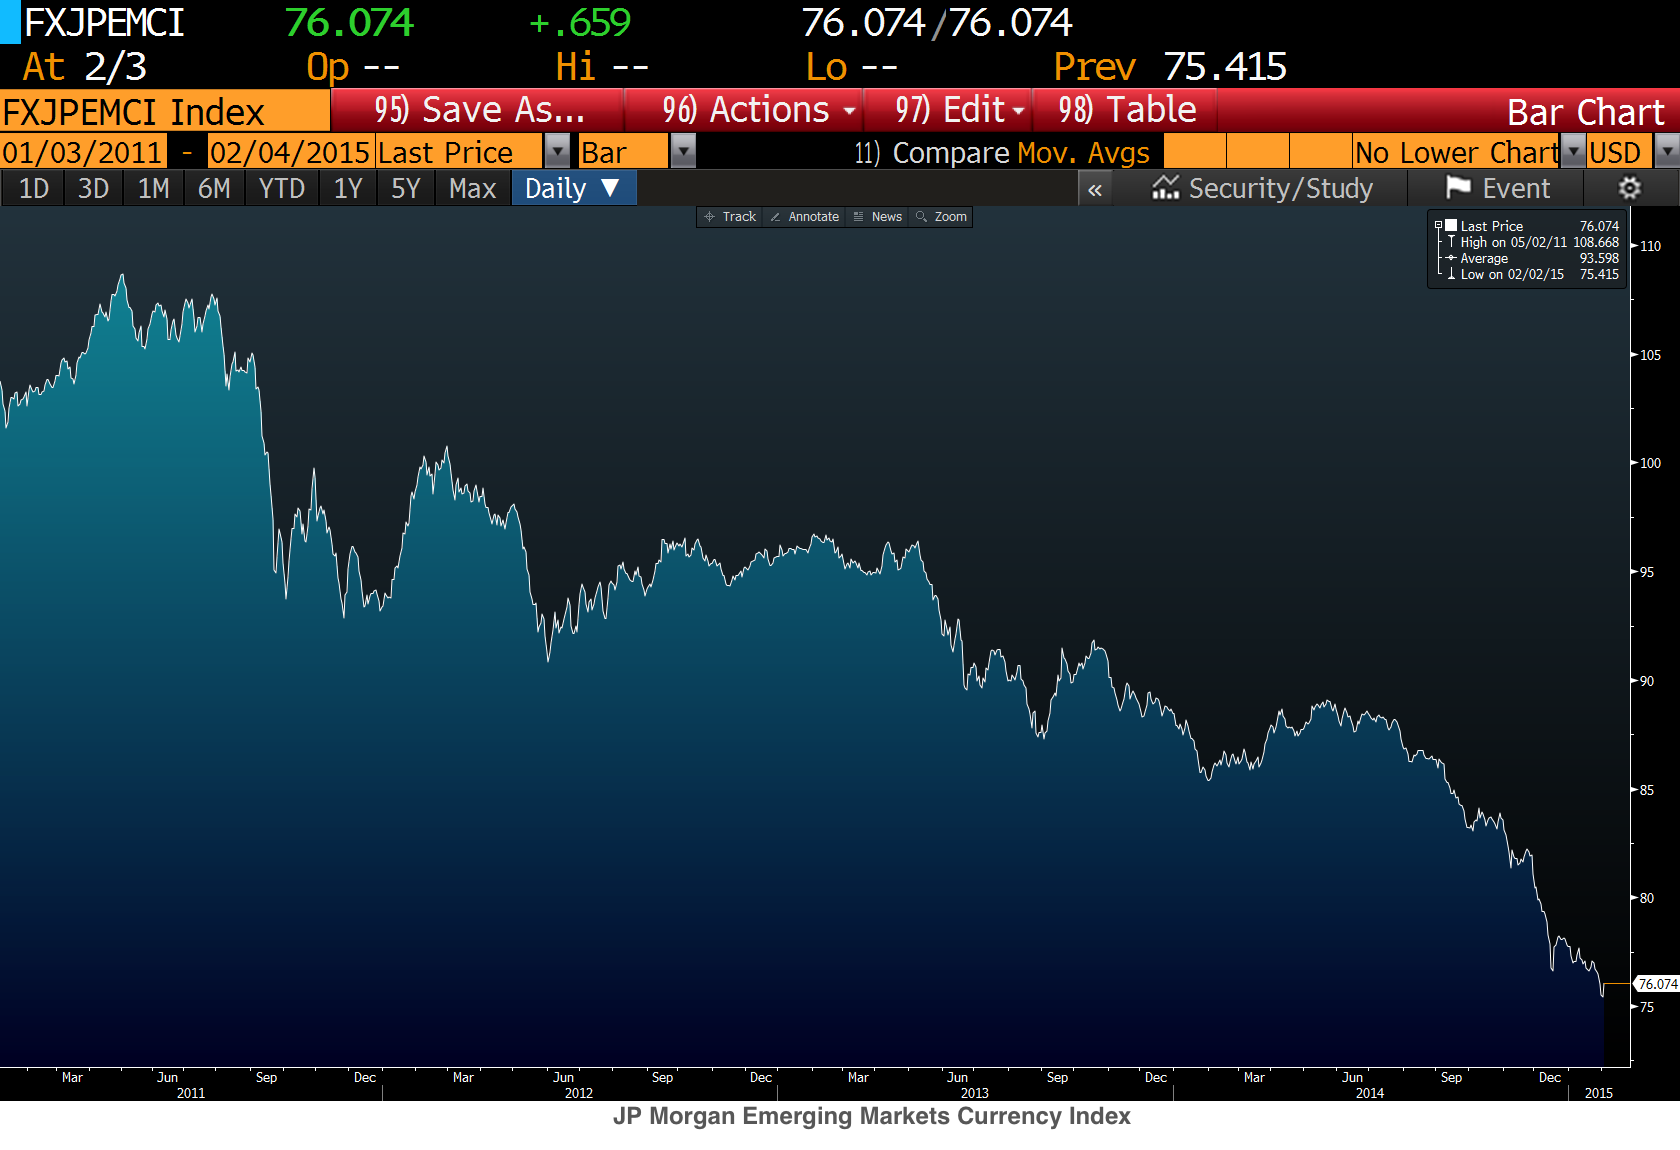 FXJPEMCI 76.074 +.659 76.074/76.074
At 2/3 Op -- Hi -- Lo -- Prev 75.415
FXJPEMCI Index 95) Save As... 96) Actions 97) Edit 98) Table Bar Chart
01/03/2011 - 02/04/2015 Last Price Bar 11) Compare Mov. Avgs No Lower Chart USD
1D 3D 1M 6M YTD 1Y 5Y Max Daily ▼ « Security/Study Event
Track Annotate News Zoom
Last Price 76.074
High on 05/02/11 108.668
Average 93.598
Low on 02/02/15 75.415
110
105
100
95
90
85
80
76.074
75
Mar Jun Sep Dec Mar Jun Sep Dec Mar Jun Sep Dec Mar Jun Sep Dec
2011 2012 2013 2014 2015
JP Morgan Emerging Markets Currency Index